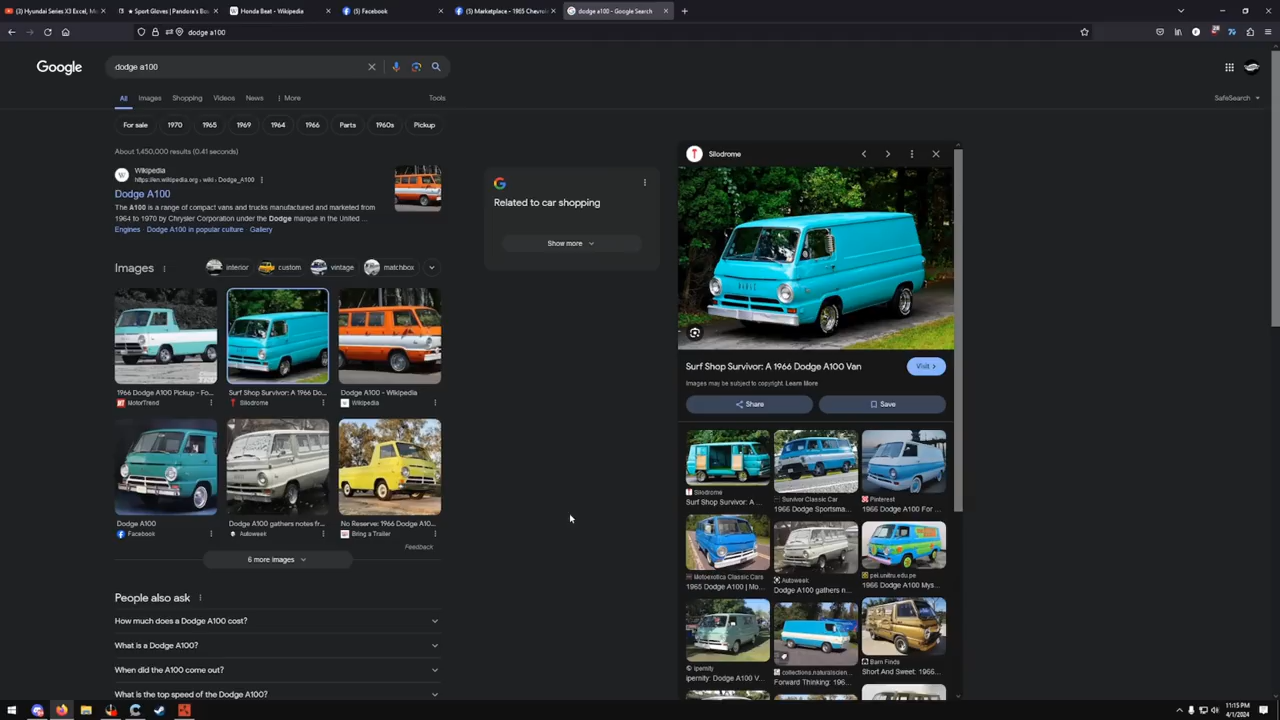 (3) Hyundai Series X3 Excel, Mo
★ Sport Gloves | Pandora's Bo
Honda Beat - Wikipedia
(5) Facebook
(5) Marketplace - 1965 Chevrole
dodge a100 - Google Search
dodge a100
28
Google
dodge a100
All
Images
Shopping
Videos
News
More
Tools
SafeSearch
For sale
1970
1965
1969
1964
1966
Parts
1960s
Pickup
About 1,450,000 results (0.41 seconds)
Wikipedia
https://en.wikipedia.org › wiki › Dodge_A100
Dodge A100
The A100 is a range of compact vans and trucks manufactured and marketed from
1964 to 1970 by Chrysler Corporation under the Dodge marque in the United ...
Engines · Dodge A100 in popular culture · Gallery
Related to car shopping
Show more
Images
interior
custom
vintage
matchbox
1966 Dodge A100 Pickup - Fo...
MotorTrend
Surf Shop Survivor: A 1966 Do...
Silodrome
Dodge A100 - Wikipedia
Wikipedia
Dodge A100
Facebook
Dodge A100 gathers notes fr...
Autoweek
No Reserve: 1966 Dodge A10...
Bring a Trailer
Feedback
6 more images
People also ask
How much does a Dodge A100 cost?
What is a Dodge A100?
When did the A100 come out?
What is the top speed of the Dodge A100?
Silodrome
DODGE
Surf Shop Survivor: A 1966 Dodge A100 Van
Visit >
Images may be subject to copyright. Learn More
Share
Save
Silodrome
Surf Shop Survivor: A ...
Survivor Classic Car
1966 Dodge Sportsma...
Pinterest
1966 Dodge A100 For ...
Motoerotica Classic Cars
1965 Dodge A100 | Mo...
Autoweek
Dodge A100 gathers n...
pei.unitru.edu.pe
1966 Dodge A100 Mys...
ipernity
ipernity: Dodge A100 V...
collections.naturalscien...
Forward Thinking: 196...
Barn Finds
Short And Sweet: 1966...
11:15 PM
4/1/2024